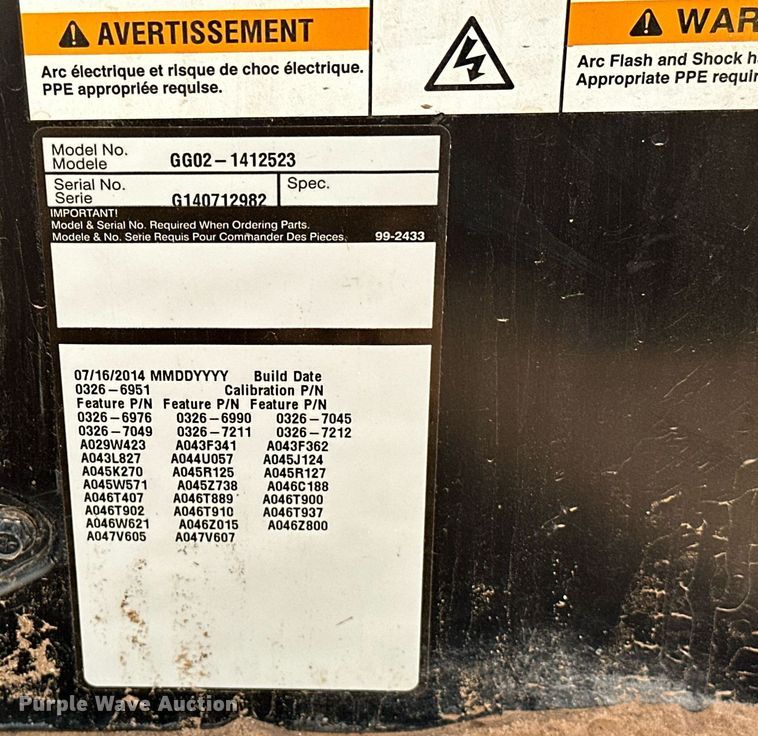 AVERTISSEMENT
Arc électrique et risque de choc électrique.
PPE appropriée requise.
WAR
Arc Flash and Shock h
Appropriate PPE requir
Model No.
Modele GG02-1412523
Serial No.
Serie G140712982
Spec.
IMPORTANT!
Model & Serial No. Required When Ordering Parts.
Modele & No. Serie Requis Pour Commander Des Pieces. 99-2433
07/16/2014 MMDDYYYY Build Date
0326-6951 Calibration P/N
Feature P/N Feature P/N Feature P/N
0326-6976 0326-6990 0326-7045
0326-7049 0326-7211 0326-7212
A029W423 A043F341 A043F362
A043L827 A044U057 A045J124
A045K270 A045R125 A045R127
A045W571 A045Z738 A046C188
A046T407 A046T889 A046T900
A046T902 A046T910 A046T937
A046W621 A046Z015 A046Z800
A047V605 A047V607
Purple Wave Auction